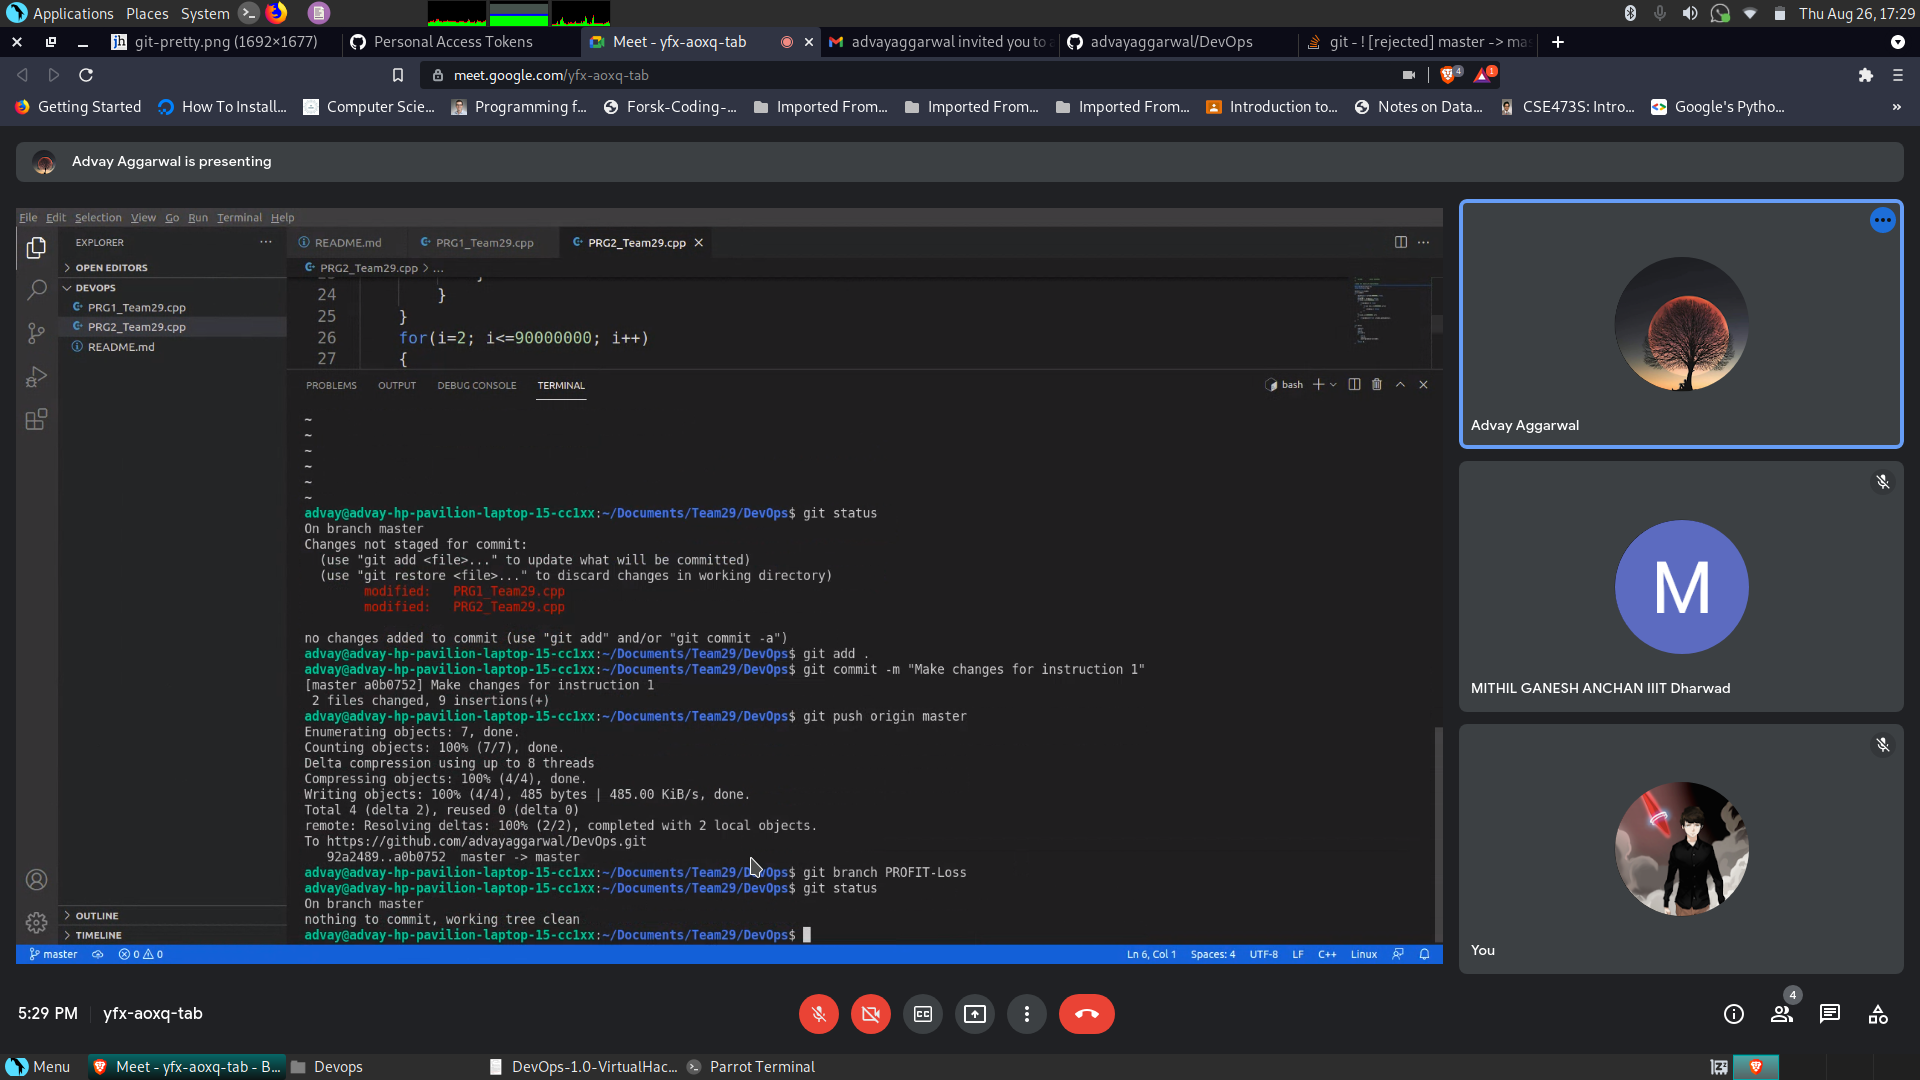 Applications Places System Thu Aug 26, 17:29
git-pretty.png (1692×1677) Personal Access Tokens Meet - yfx-aoxq-tab advayaggarwal invited you to a advayaggarwal/DevOps git - ! [rejected] master -> mas
meet.google.com/yfx-aoxq-tab 4 1
Getting Started How To Install... Computer Scie... Programming f... Forsk-Coding-... Imported From... Imported From... Imported From... Introduction to... Notes on Data... CSE473S: Intro... Google's Pytho... »
Advay Aggarwal is presenting
File Edit Selection View Go Run Terminal Help
EXPLORER README.md PRG1_Team29.cpp PRG2_Team29.cpp
OPEN EDITORS
PRG2_Team29.cpp > ...
DEVOPS
PRG1_Team29.cpp
PRG2_Team29.cpp
README.md
24 }
25 }
26 for(i=2; i<=90000000; i++)
27 {
PROBLEMS OUTPUT DEBUG CONSOLE TERMINAL bash
~
~
~
~
~
~
advay@advay-hp-pavilion-laptop-15-cc1xx:~/Documents/Team29/DevOps$ git status
On branch master
Changes not staged for commit:
(use "git add <file>..." to update what will be committed)
(use "git restore <file>..." to discard changes in working directory)
modified: PRG1_Team29.cpp
modified: PRG2_Team29.cpp
no changes added to commit (use "git add" and/or "git commit -a")
advay@advay-hp-pavilion-laptop-15-cc1xx:~/Documents/Team29/DevOps$ git add .
advay@advay-hp-pavilion-laptop-15-cc1xx:~/Documents/Team29/DevOps$ git commit -m "Make changes for instruction 1"
[master a0b0752] Make changes for instruction 1
2 files changed, 9 insertions(+)
advay@advay-hp-pavilion-laptop-15-cc1xx:~/Documents/Team29/DevOps$ git push origin master
Enumerating objects: 7, done.
Counting objects: 100% (7/7), done.
Delta compression using up to 8 threads
Compressing objects: 100% (4/4), done.
Writing objects: 100% (4/4), 485 bytes | 485.00 KiB/s, done.
Total 4 (delta 2), reused 0 (delta 0)
remote: Resolving deltas: 100% (2/2), completed with 2 local objects.
To https://github.com/advayaggarwal/DevOps.git
92a2489..a0b0752 master -> master
advay@advay-hp-pavilion-laptop-15-cc1xx:~/Documents/Team29/DevOps$ git branch PROFIT-Loss
advay@advay-hp-pavilion-laptop-15-cc1xx:~/Documents/Team29/DevOps$ git status
On branch master
nothing to commit, working tree clean
advay@advay-hp-pavilion-laptop-15-cc1xx:~/Documents/Team29/DevOps$
OUTLINE
TIMELINE
master 0 0 Ln 6, Col 1 Spaces: 4 UTF-8 LF C++ Linux
Advay Aggarwal
M
MITHIL GANESH ANCHAN IIIT Dharwad
You
5:29 PM yfx-aoxq-tab 4
Menu Meet - yfx-aoxq-tab - B... Devops DevOps-1.0-VirtualHac... Parrot Terminal